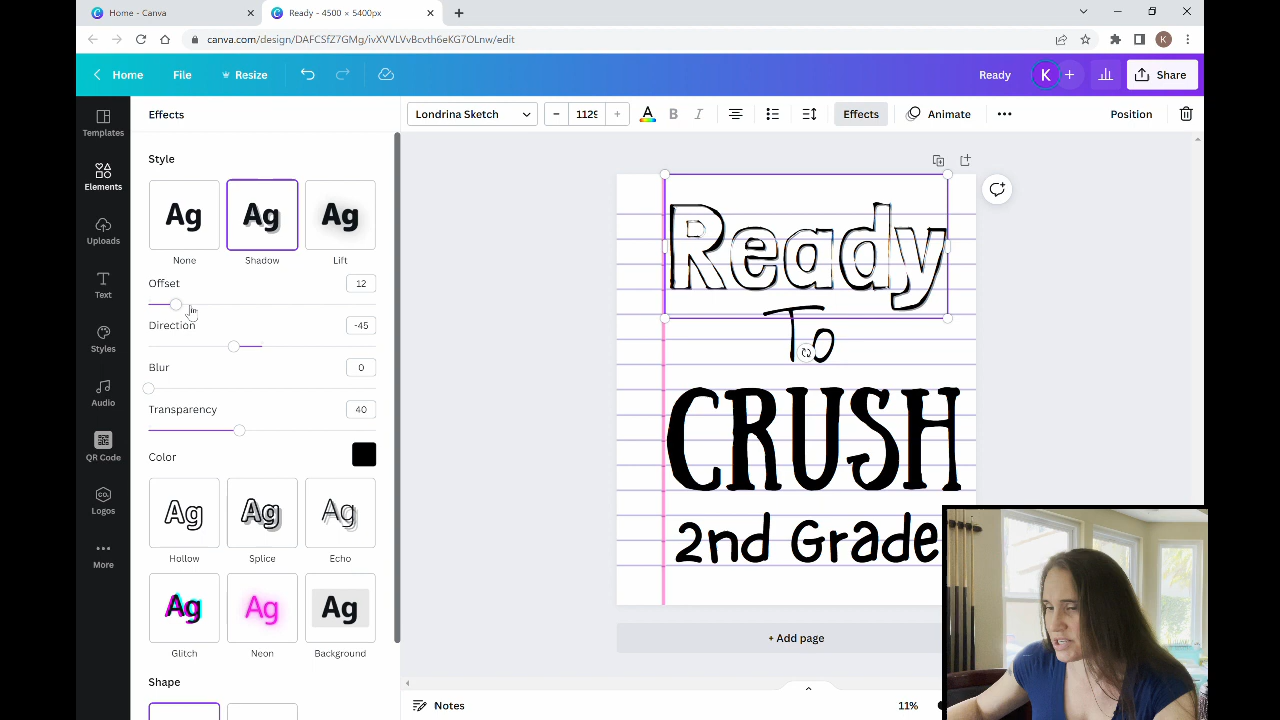 Home - Canva
Ready - 4500 × 5400px
canva.com/design/DAFCSfZ7GMg/ivXVVLVvBcvth6eKG7OLnw/edit
K
Home
File
Resize
Ready
K
Share
Templates
Elements
Uploads
Text
Styles
Audio
QR Code
CO.
Logos
More
Effects
Style
Ag
Ag
Ag
None
Shadow
Lift
Offset
12
Direction
-45
Blur
0
Transparency
40
Color
Ag
Ag
Ag
Hollow
Splice
Echo
Ag
Ag
Ag
Glitch
Neon
Background
Shape
Londrina Sketch
A
B
I
Effects
Animate
Position
Ready
To
CRUSH
2nd Grade
+ Add page
Notes
11%